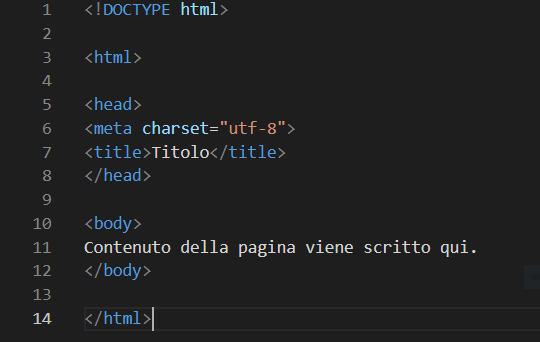 1 <!DOCTYPE html>
2
3 <html>
4
5 <head>
6 <meta charset="utf-8">
7 <title>Titolo</title>
8 </head>
9
10 <body>
11 Contenuto della pagina viene scritto qui.
12 </body>
13
14 </html>